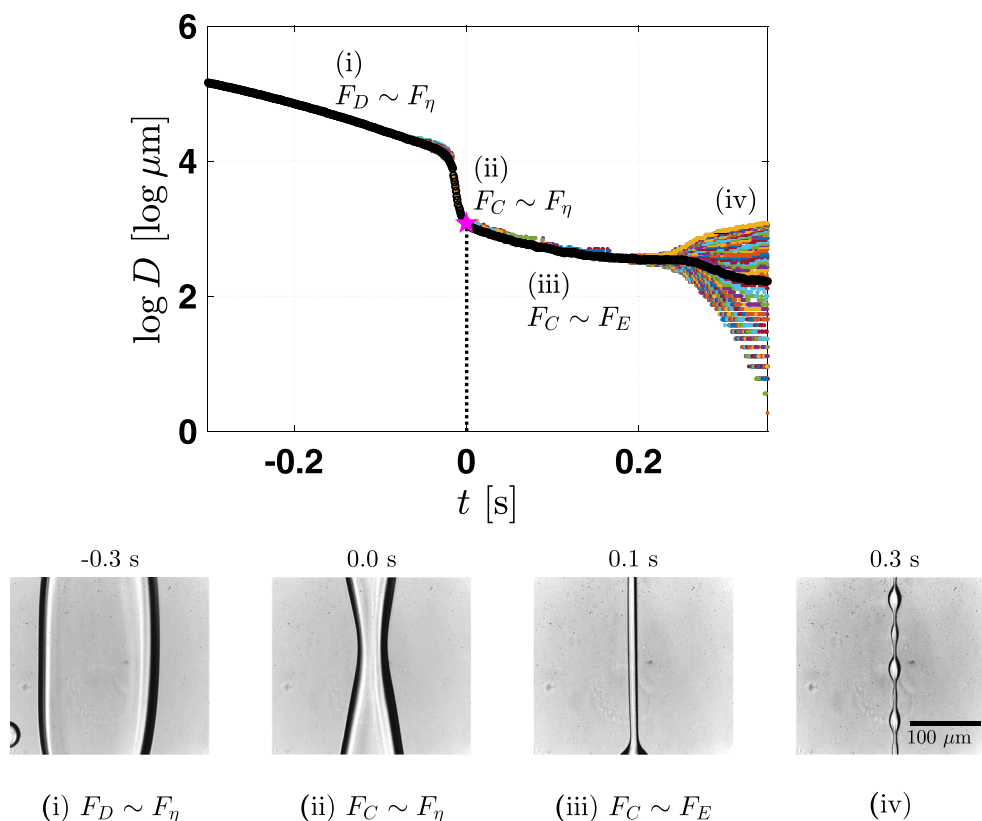 6
4
2
0
log D [log μm]
(i)
F_D ∼ F_η
(ii)
F_C ∼ F_η
(iii)
F_C ∼ F_E
(iv)
-0.2 0 0.2
t [s]
-0.3 s 0.0 s 0.1 s 0.3 s
100 μm
(i) F_D ∼ F_η (ii) F_C ∼ F_η (iii) F_C ∼ F_E (iv)